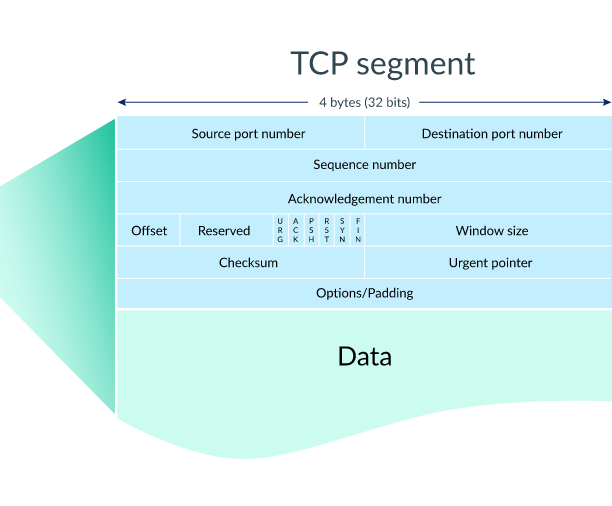 TCP segment
4 bytes (32 bits)
Source port number Destination port number
Sequence number
Acknowledgement number
Offset Reserved URG ACK PSH RST SYN FIN Window size
Checksum Urgent pointer
Options/Padding
Data